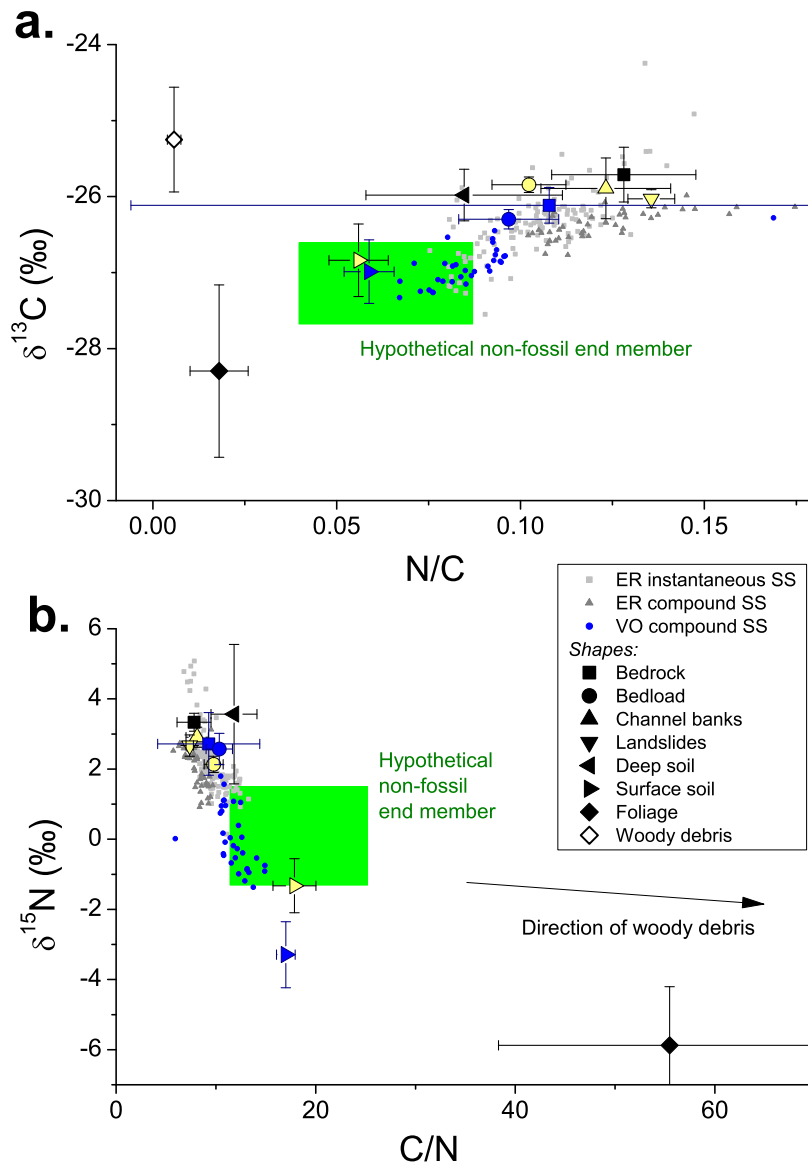 a.
-24
-26
-28
-30
δ13C (‰)
Hypothetical non-fossil end member
0.00 0.05 0.10 0.15
N/C
ER instantaneous SS
ER compound SS
VO compound SS
Shapes:
Bedrock
Bedload
Channel banks
Landslides
Deep soil
Surface soil
Foliage
Woody debris
b.
6
4
2
0
-2
-4
-6
δ15N (‰)
Hypothetical
non-fossil
end member
Direction of woody debris
0 20 40 60
C/N